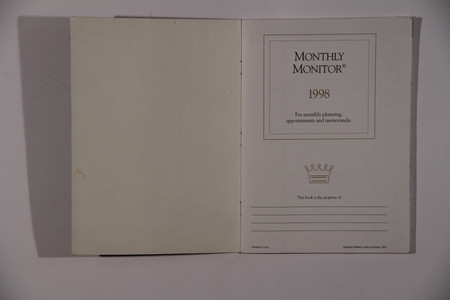 MONTHLY
MONITOR®
1998
For monthly planning,
appointments and memoranda.
This book is the property of